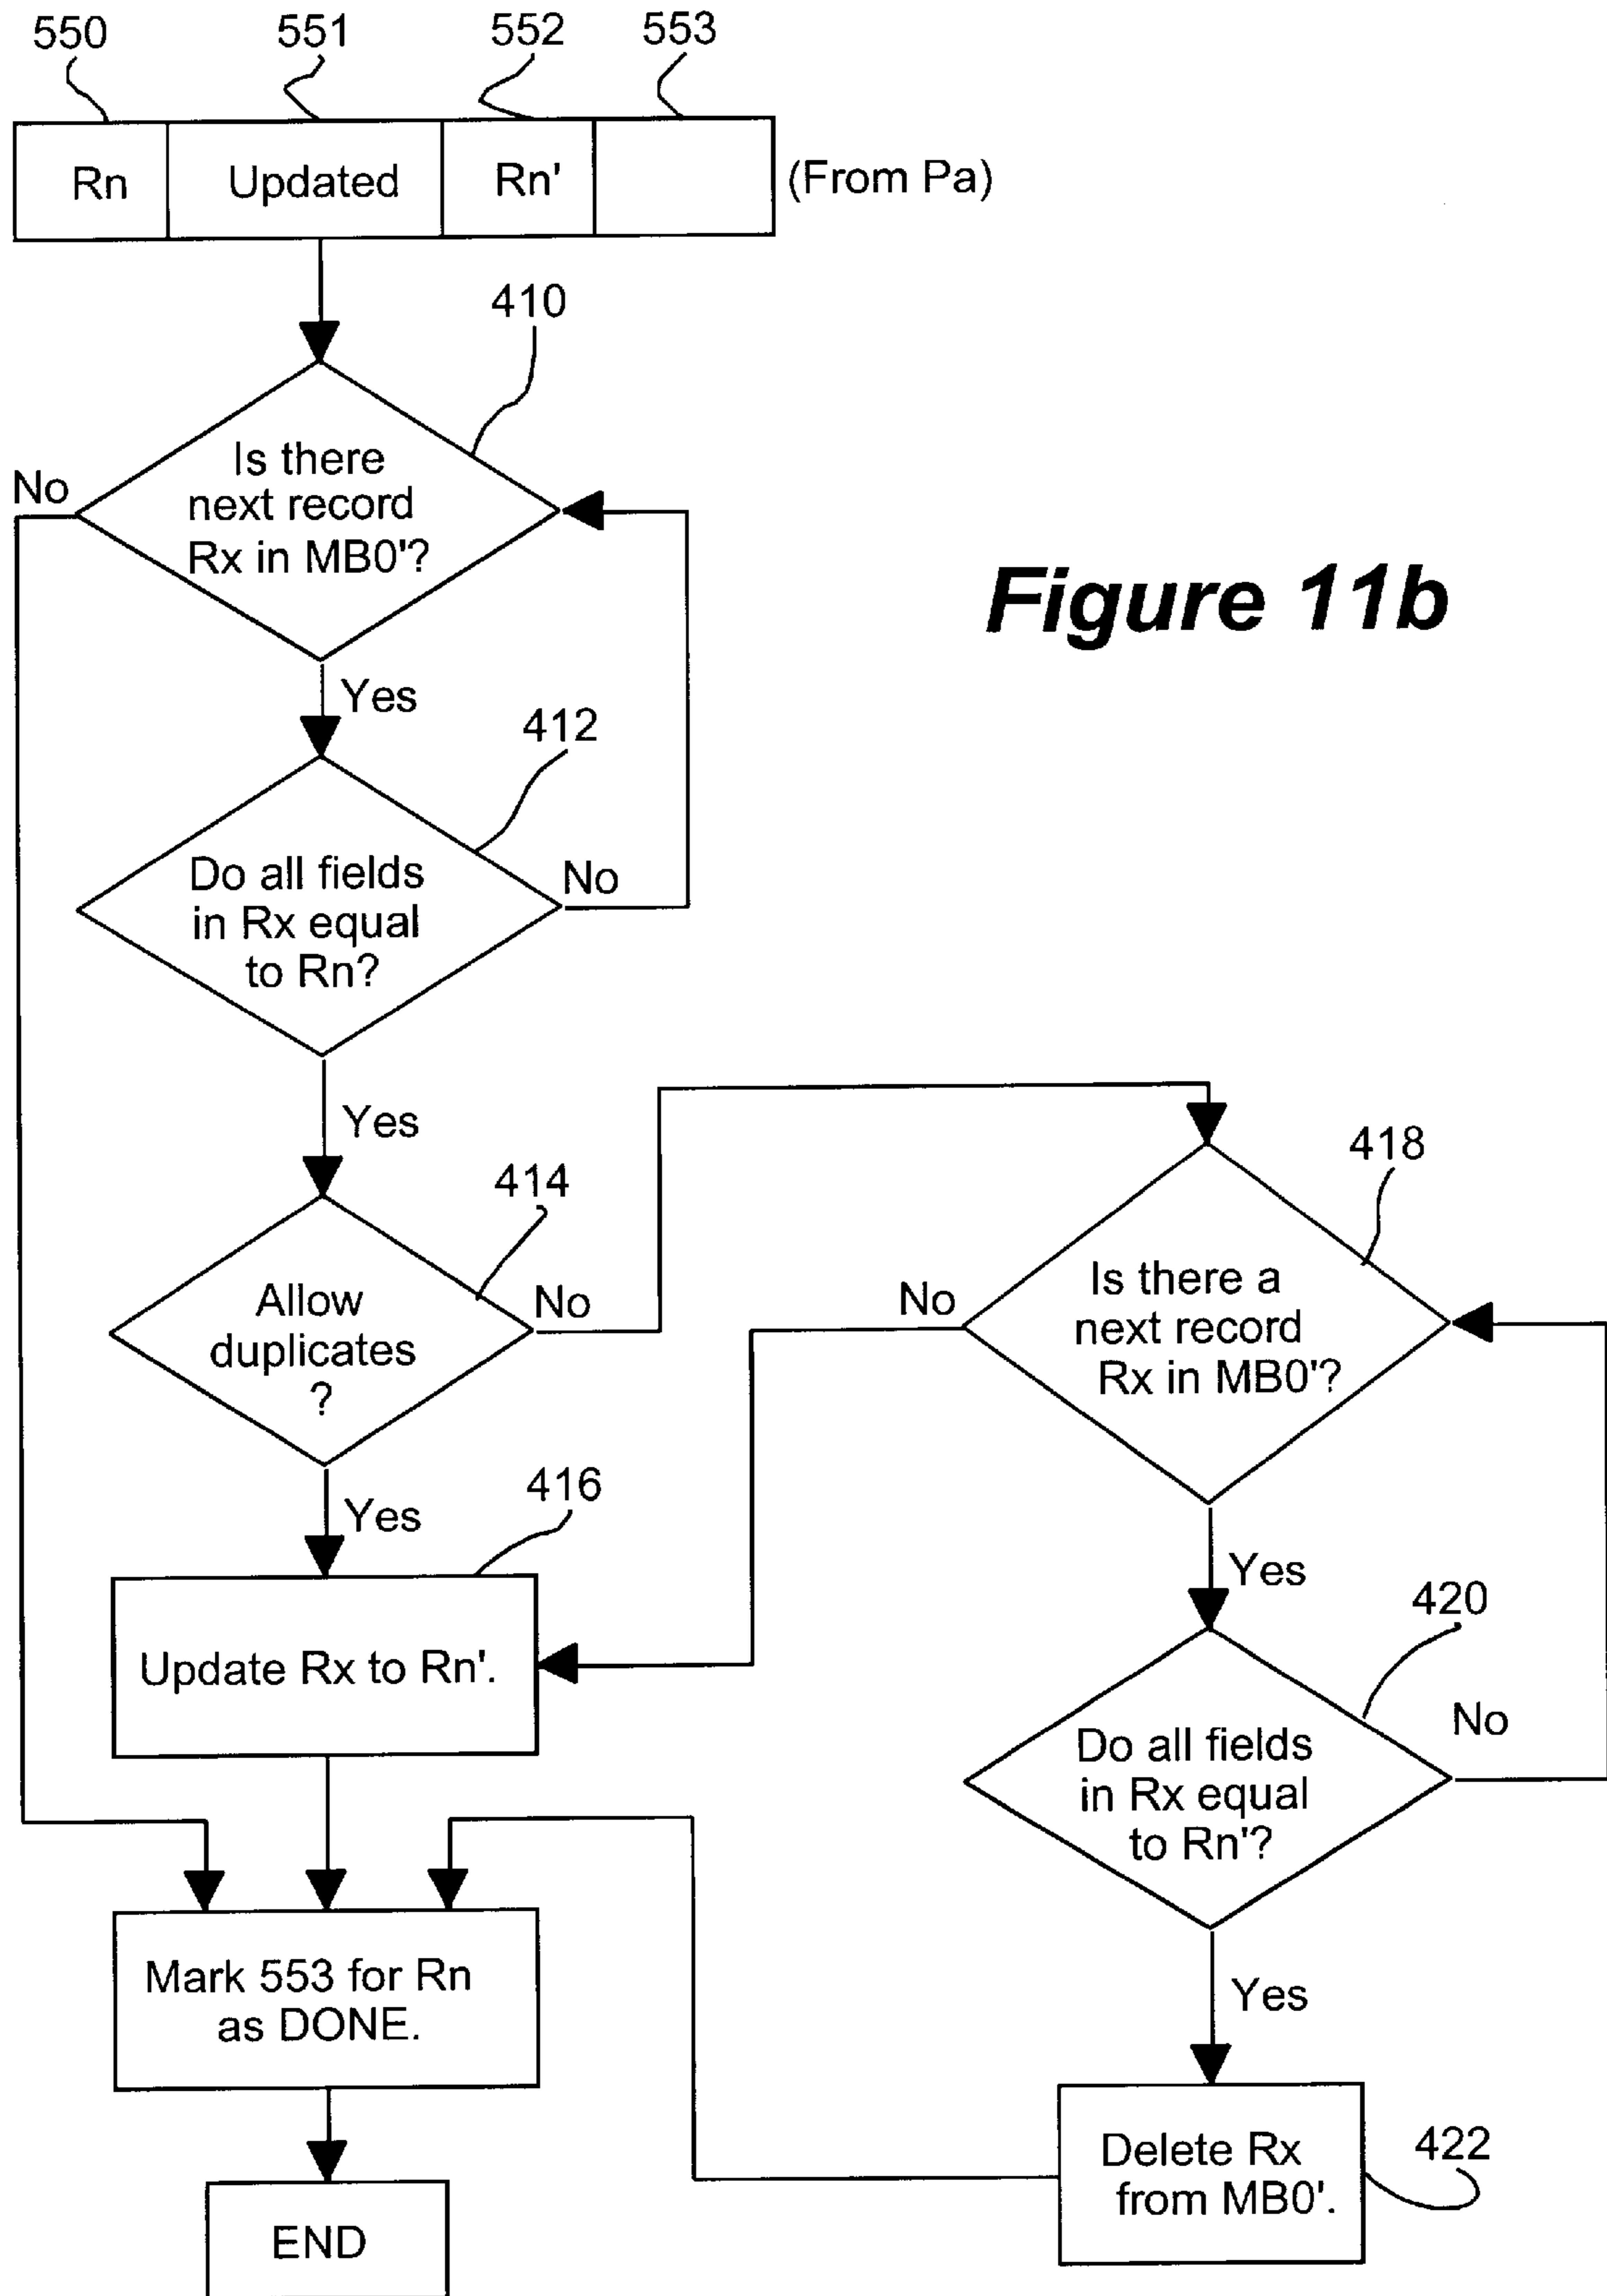 550
551
552
553
Rn
Updated
Rn'
(From Pa)
410
Is there
next record
Rx in MB0'?
No
Figure 11b
Yes
412
Do all fields
in Rx equal
to Rn?
No
Yes
414
Allow
duplicates
?
No
418
Is there a
next record
Rx in MB0'?
No
Yes
416
Update Rx to Rn'.
Yes
420
Do all fields
in Rx equal
to Rn'?
No
Mark 553 for Rn
as DONE.
Yes
Delete Rx
from MB0'.
422
END